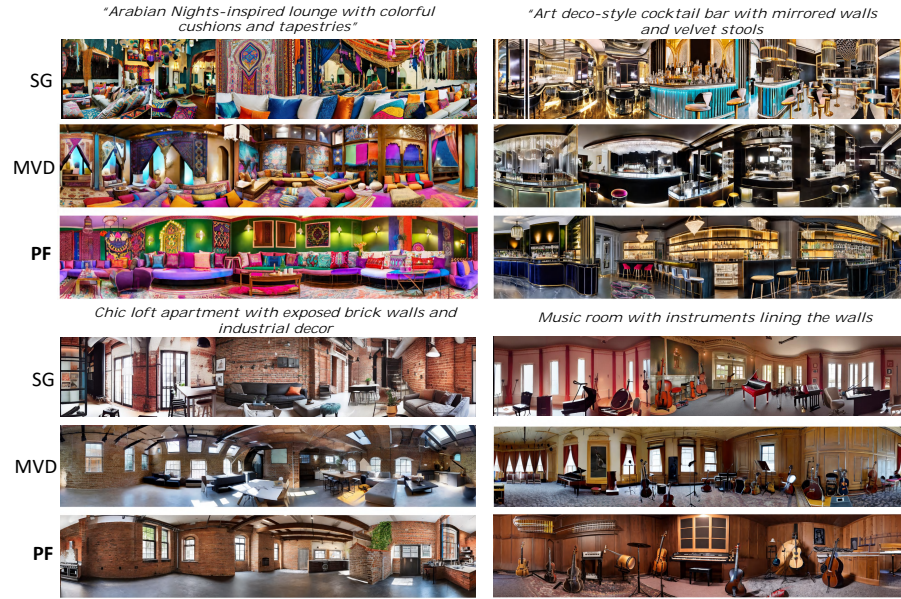 "Arabian Nights-inspired lounge with colorful
cushions and tapestries"
"Art deco-style cocktail bar with mirrored walls
and velvet stools
SG
MVD
PF
Chic loft apartment with exposed brick walls and
industrial decor
Music room with instruments lining the walls
SG
MVD
PF